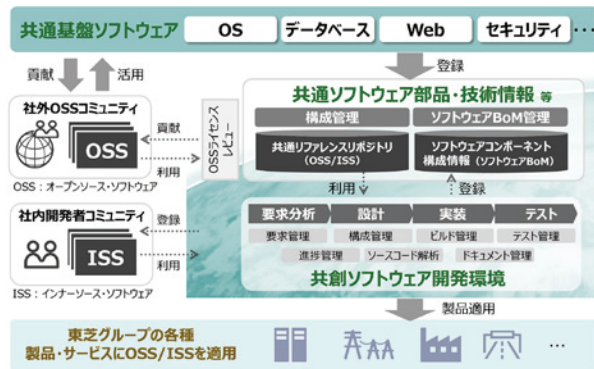 共通基盤ソフトウェア
OS
データベース
Web
セキュリティ
…
貢献
活用
登録
社外OSSコミュニティ
OSS
OSS：オープンソース・ソフトウェア
貢献
利用
OSSライセンス
レビュー
共通ソフトウェア部品・技術情報 等
構成管理
ソフトウェアBoM管理
共通リファレンスリポジトリ
(OSS/ISS)
ソフトウェアコンポーネント
構成情報（ソフトウェアBoM）
利用
登録
社内開発者コミュニティ
ISS
ISS：インナーソース・ソフトウェア
登録
利用
要求分析
設計
実装
テスト
要求管理
構成管理
ビルド管理
テスト管理
進捗管理
ソースコード解析
ドキュメント管理
共創ソフトウェア開発環境
製品適用
東芝グループの各種
製品・サービスにOSS/ISSを適用
…